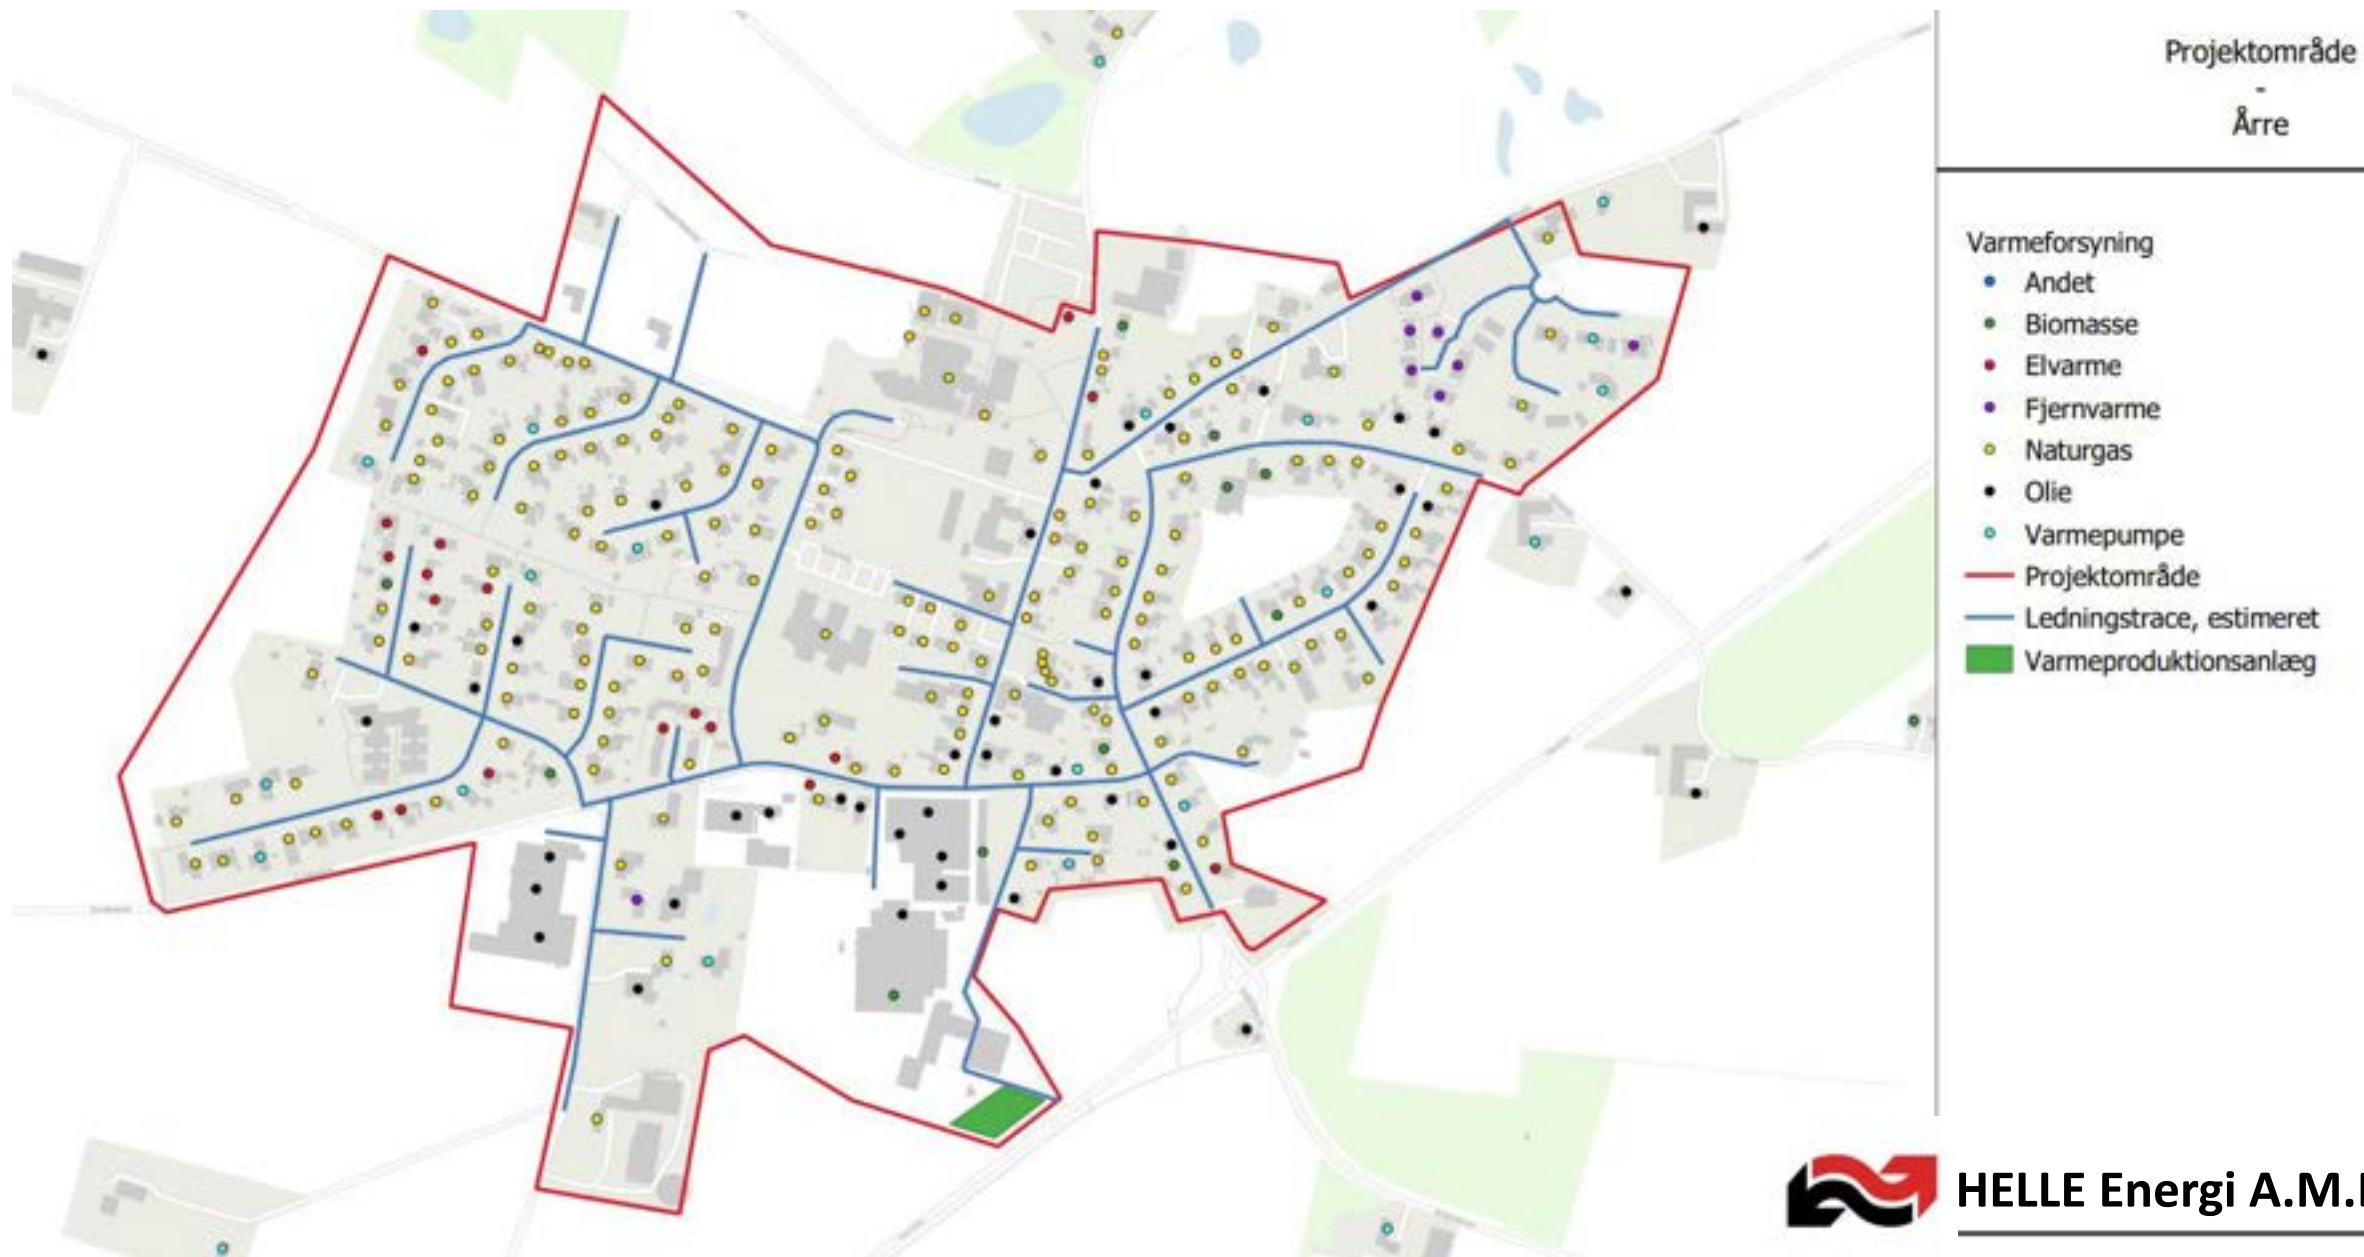 Projektområde
-
Årre
Varmeforsyning
Andet
Biomasse
Elvarme
Fjernvarme
Naturgas
Olie
Varmepumpe
Projektområde
Ledningstrace, estimeret
Varmeproduktionsanlæg
HELLE Energi A.M.